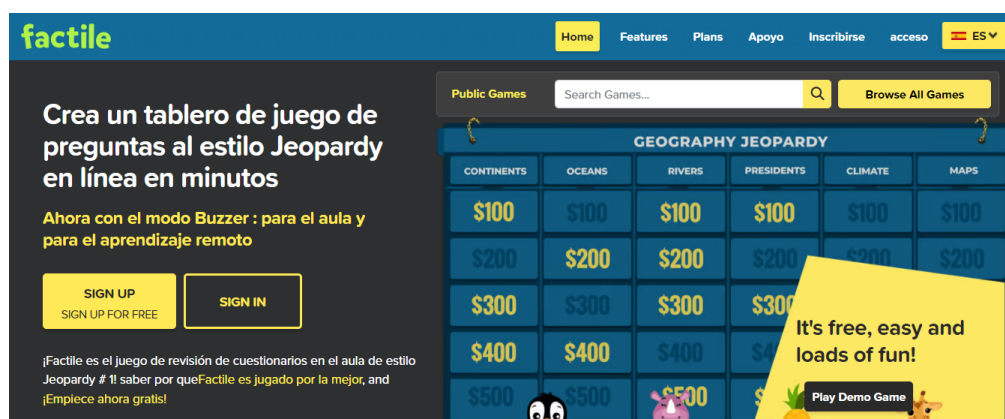 factile
Home Features Plans Apoyo Inscribirse acceso ES
Public Games Search Games... Browse All Games
Crea un tablero de juego de
preguntas al estilo Jeopardy
en línea en minutos
Ahora con el modo Buzzer : para el aula y
para el aprendizaje remoto
SIGN UP
SIGN UP FOR FREE
SIGN IN
¡Factile es el juego de revisión de cuestionarios en el aula de estilo
Jeopardy # 1! saber por queFactile es jugado por la mejor, and
¡Empiece ahora gratis!
GEOGRAPHY JEOPARDY
CONTINENTS OCEANS RIVERS PRESIDENTS CLIMATE MAPS
$100 $100 $100 $100 $100 $100
$200 $200 $200 $200 $200 $200
$300 $300 $300 $300
$400 $400 $400
$500 $500 $500
It's free, easy and
loads of fun!
Play Demo Game